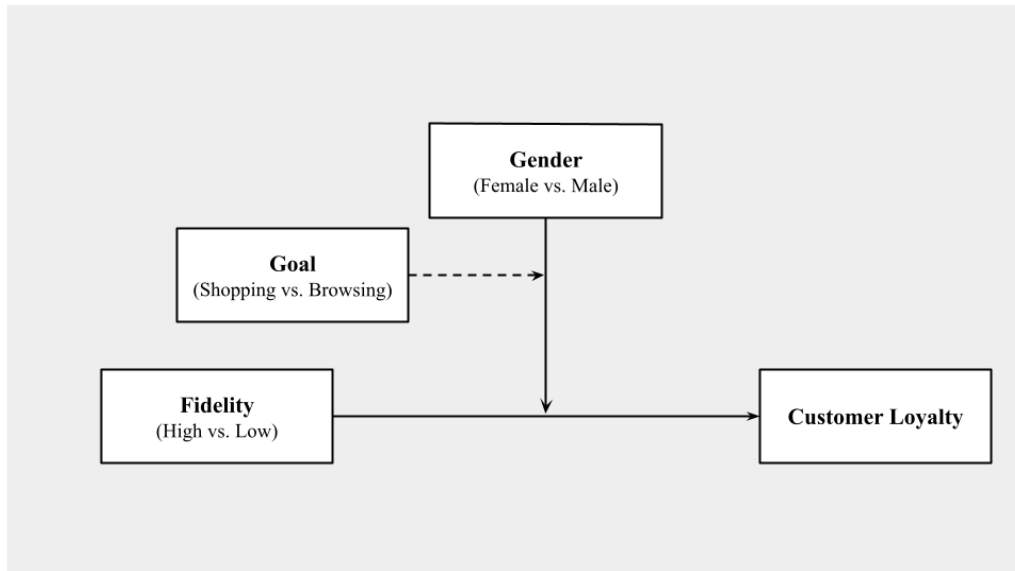 Gender
(Female vs. Male)
Goal
(Shopping vs. Browsing)
Fidelity
(High vs. Low)
Customer Loyalty